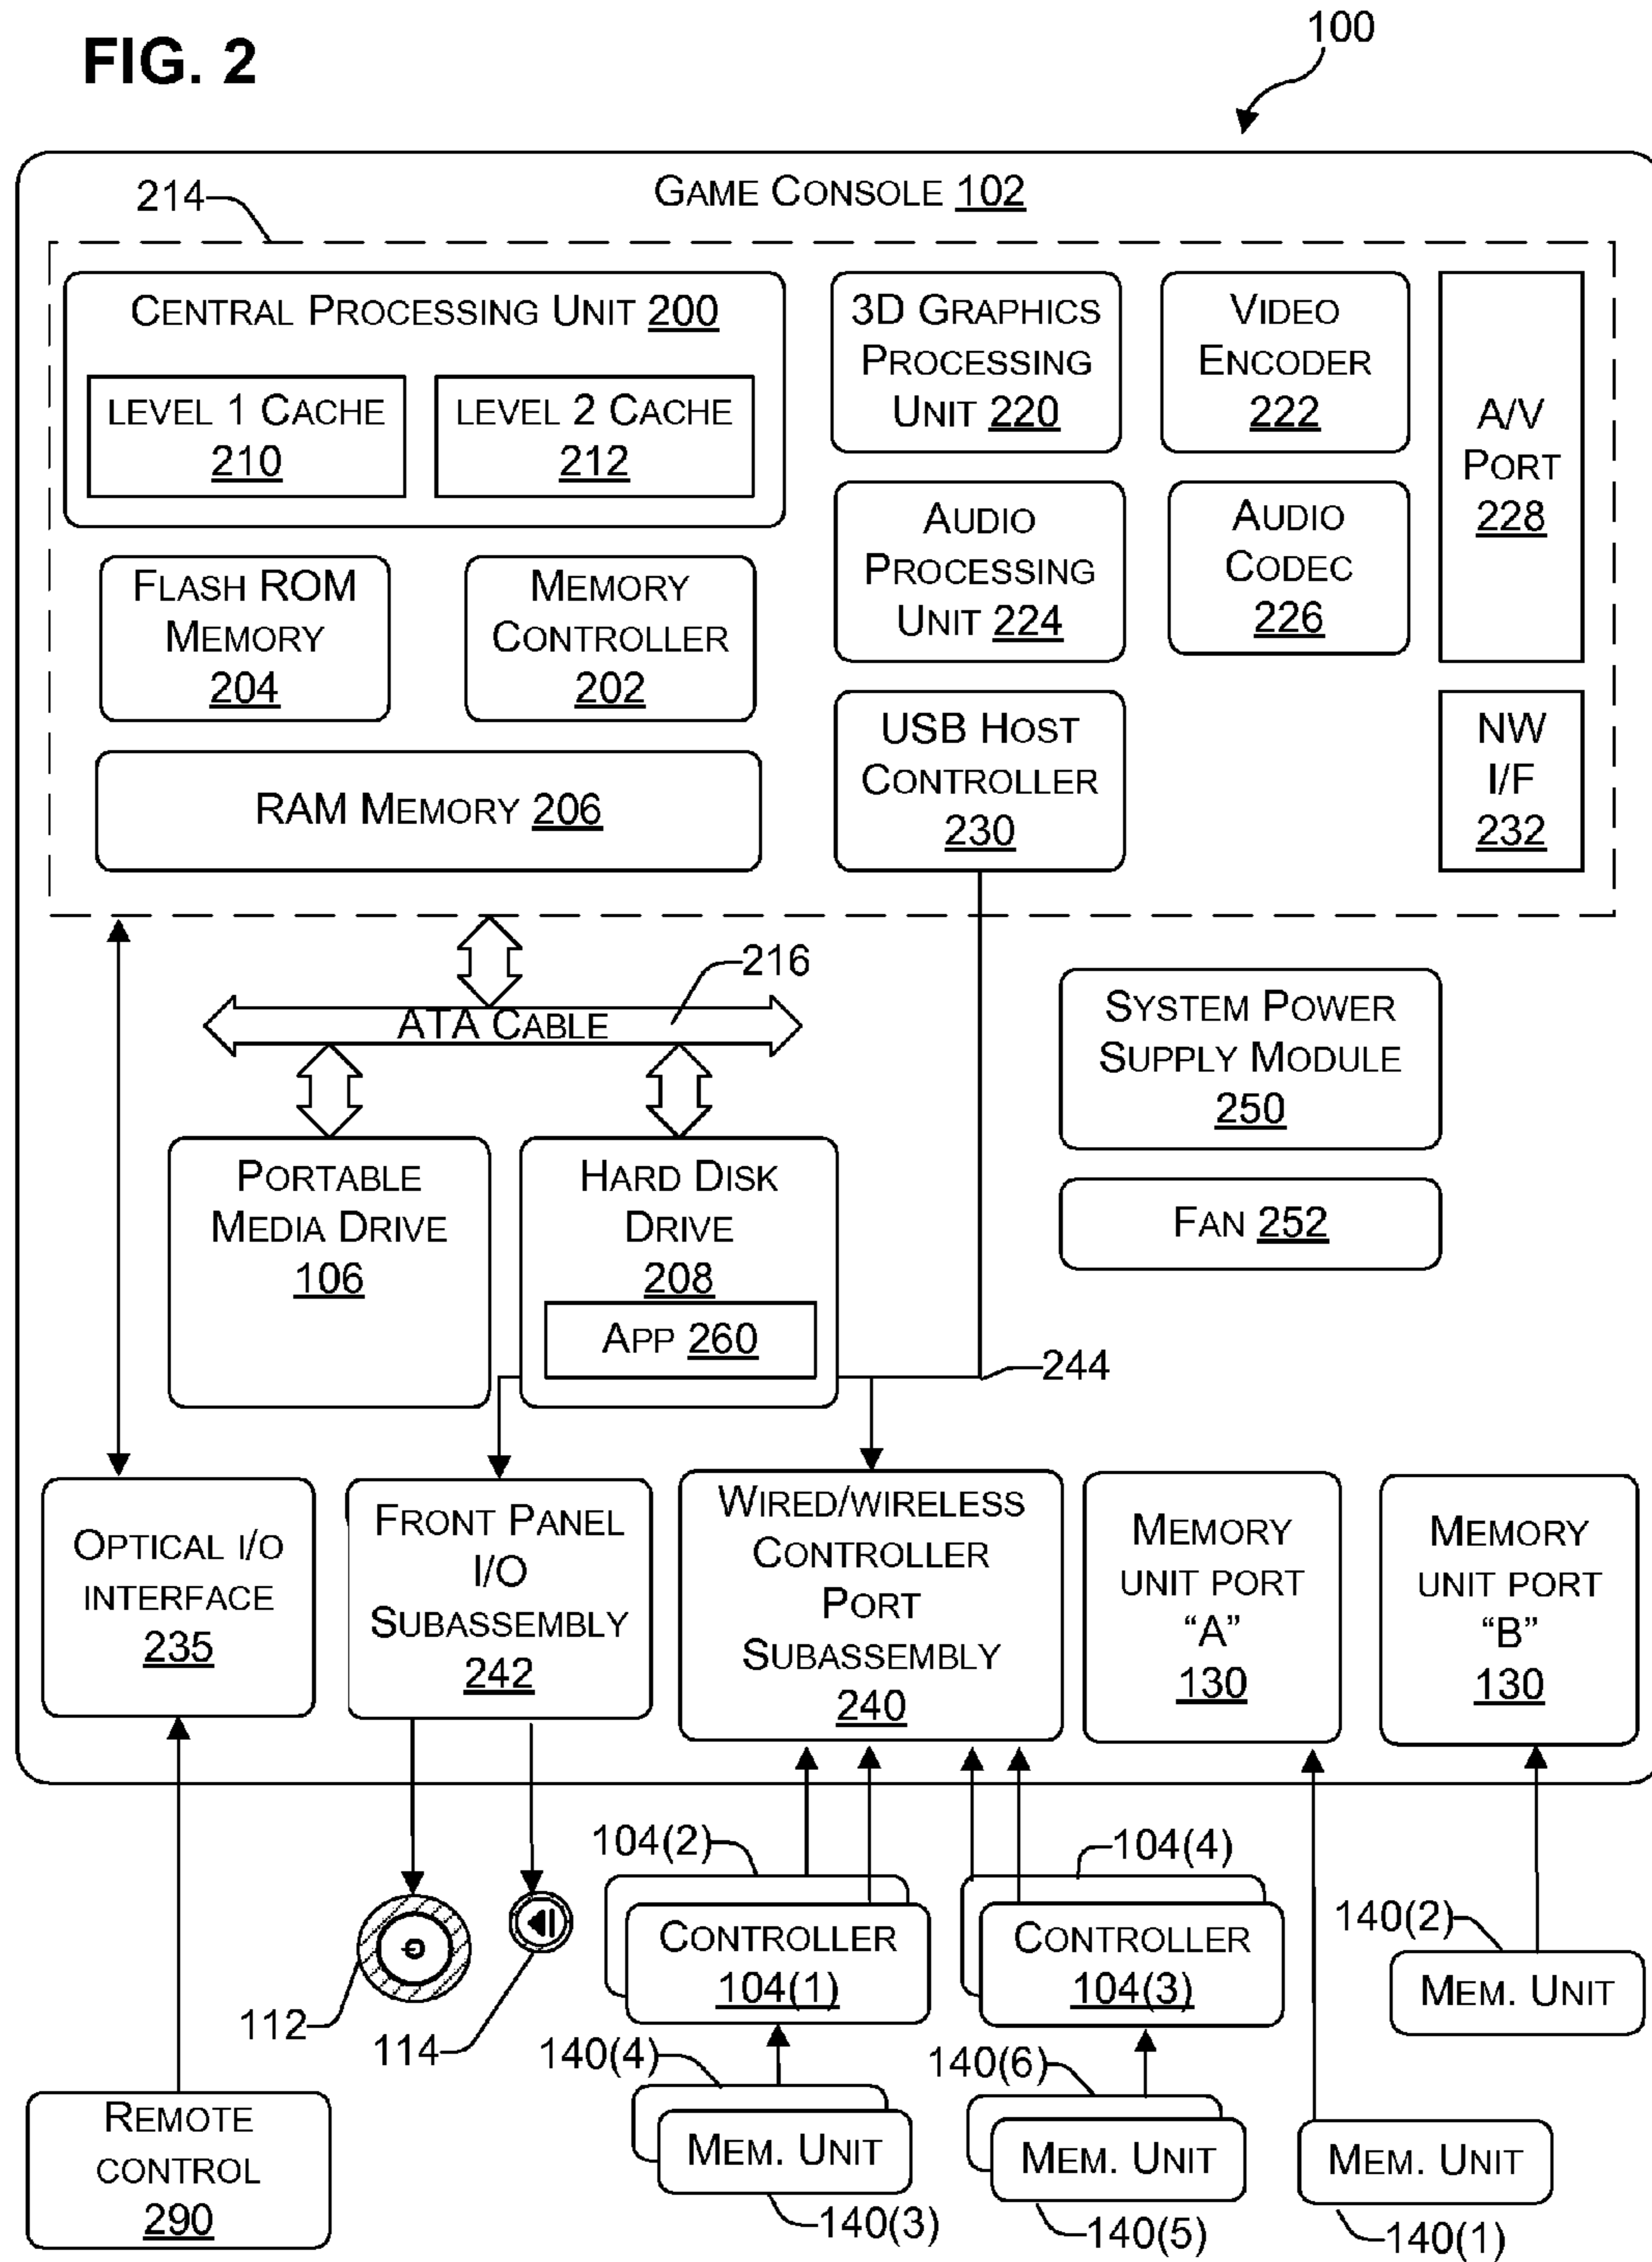 FIG. 2
100
GAME CONSOLE 102
214
CENTRAL PROCESSING UNIT 200
LEVEL 1 CACHE
210
LEVEL 2 CACHE
212
3D GRAPHICS
PROCESSING
UNIT 220
VIDEO
ENCODER
222
A/V
PORT
228
FLASH ROM
MEMORY
204
MEMORY
CONTROLLER
202
AUDIO
PROCESSING
UNIT 224
AUDIO
CODEC
226
RAM MEMORY 206
USB HOST
CONTROLLER
230
NW
I/F
232
216
ATA CABLE
SYSTEM POWER
SUPPLY MODULE
250
PORTABLE
MEDIA DRIVE
106
HARD DISK
DRIVE
208
APP 260
FAN 252
244
OPTICAL I/O
INTERFACE
235
FRONT PANEL
I/O
SUBASSEMBLY
242
WIRED/WIRELESS
CONTROLLER
PORT
SUBASSEMBLY
240
MEMORY
UNIT PORT
“A”
130
MEMORY
UNIT PORT
“B”
130
104(2)
104(4)
CONTROLLER
104(1)
CONTROLLER
104(3)
140(2)
MEM. UNIT
112
114
140(4)
140(6)
REMOTE
CONTROL
290
MEM. UNIT
140(3)
MEM. UNIT
140(5)
MEM. UNIT
140(1)